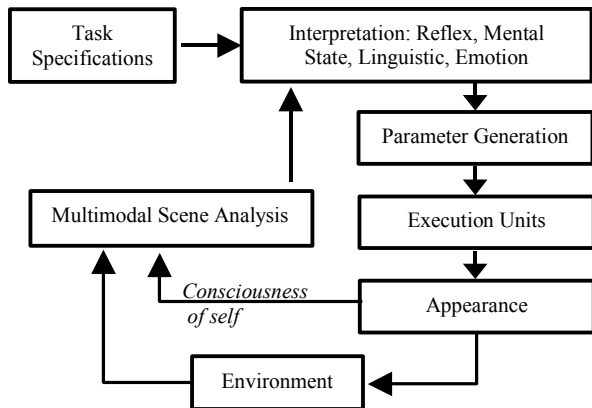 Task
Specifications
Interpretation: Reflex, Mental
State, Linguistic, Emotion
Parameter Generation
Multimodal Scene Analysis
Execution Units
Consciousness
of self
Appearance
Environment